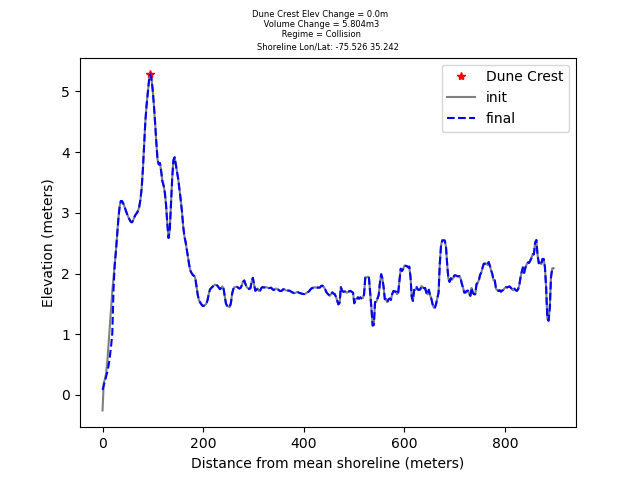 Dune Crest Elev Change = 0.0m
Volume Change = 5.804m3
Regime = Collision
Shoreline Lon/Lat: -75.526 35.242
Dune Crest
init
final
5
4
3
2
1
0
Elevation (meters)
0 200 400 600 800
Distance from mean shoreline (meters)